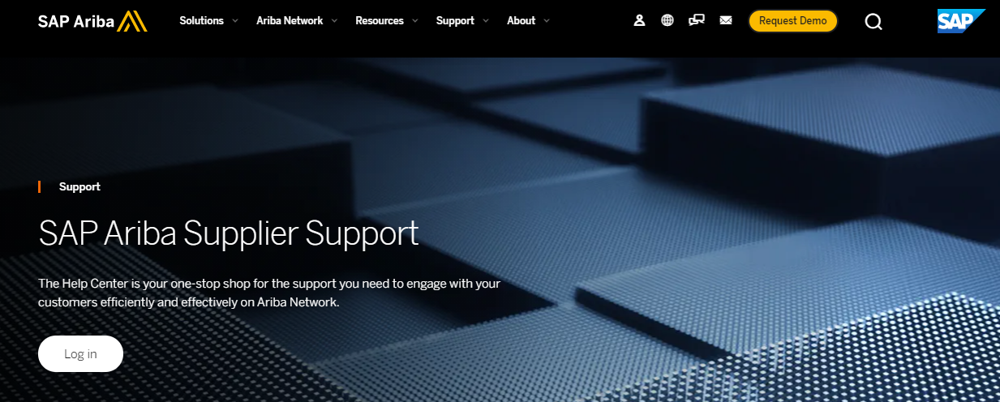 SAP Ariba
Solutions
Ariba Network
Resources
Support
About
Request Demo
SAP
Support
SAP Ariba Supplier Support
The Help Center is your one-stop shop for the support you need to engage with your
customers efficiently and effectively on Ariba Network.
Log in